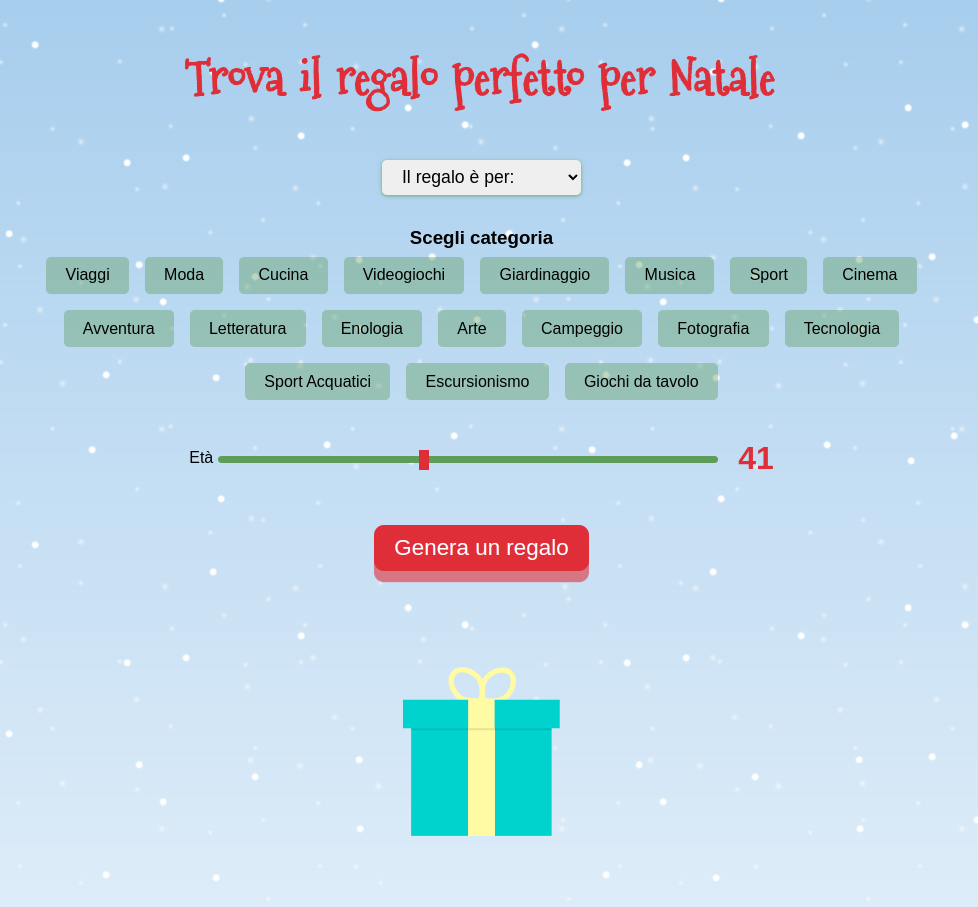 Trova il regalo perfetto per Natale
Il regalo è per:
Scegli categoria
Viaggi Moda Cucina Videogiochi Giardinaggio Musica Sport Cinema
Avventura Letteratura Enologia Arte Campeggio Fotografia Tecnologia
Sport Acquatici Escursionismo Giochi da tavolo
Età 41
Genera un regalo